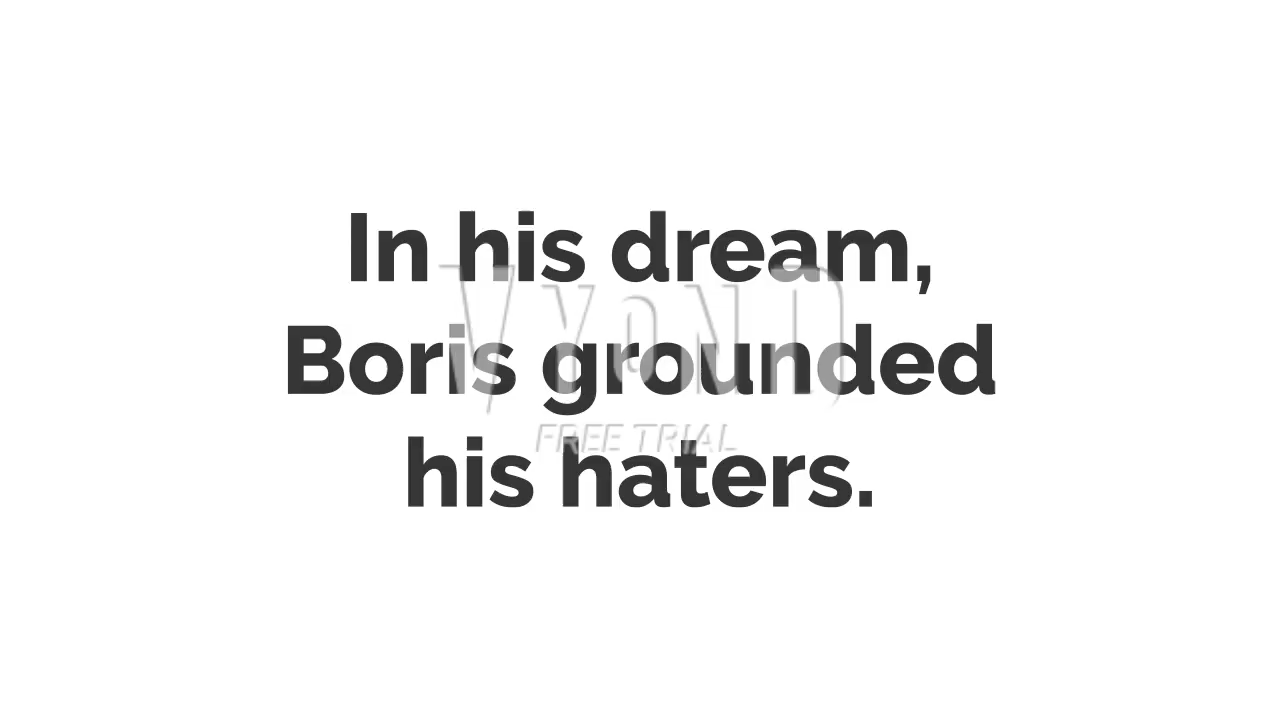 In his dream,
Boris grounded
his haters.
VYOND
FREE TRIAL